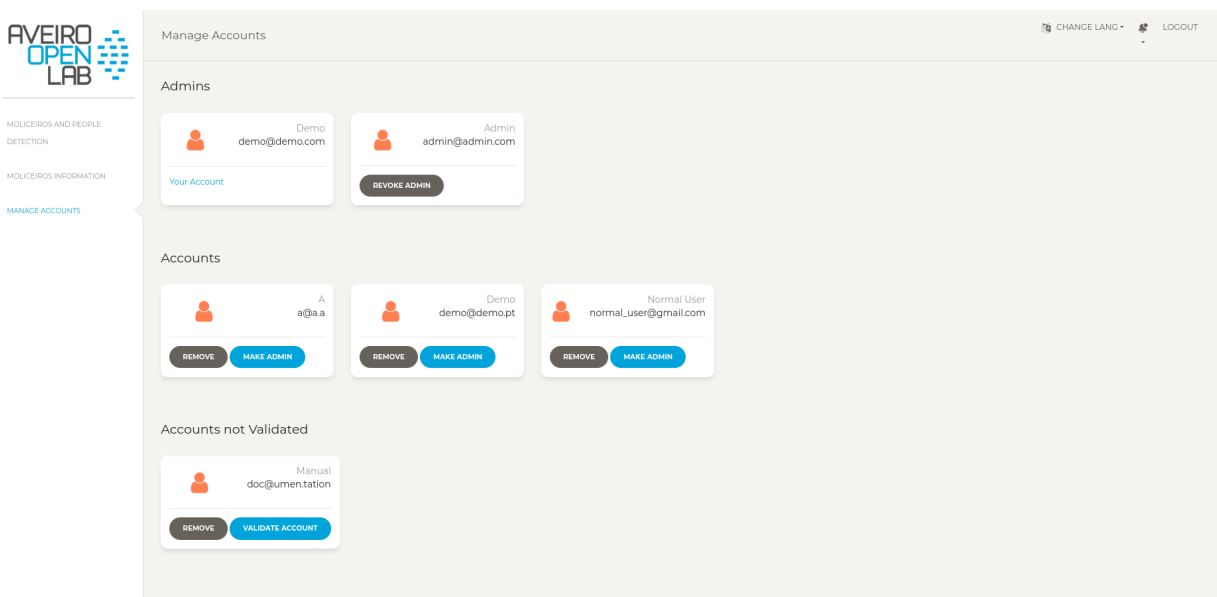 AVEIRO
OPEN
LAB
Manage Accounts
CHANGE LANG
LOGOUT
MOLICEIROS AND PEOPLE
DETECTION
MOLICEIROS INFORMATION
MANAGE ACCOUNTS
Admins
Demo
demo@demo.com
Your Account
Admin
admin@admin.com
REVOKE ADMIN
Accounts
A
a@a.a
REMOVE MAKE ADMIN
Demo
demo@demo.pt
REMOVE MAKE ADMIN
Normal User
normal_user@gmail.com
REMOVE MAKE ADMIN
Accounts not Validated
Manual
doc@umen.tation
REMOVE VALIDATE ACCOUNT